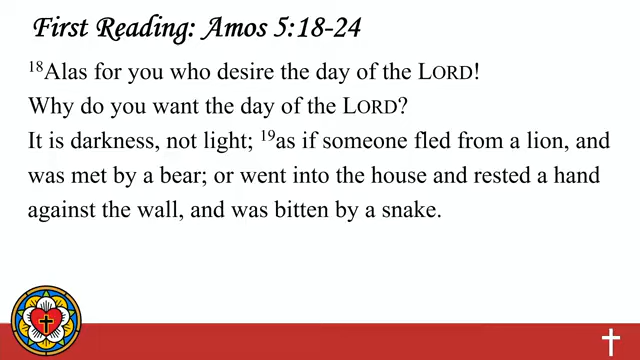 First Reading: Amos 5:18-24
¹⁸Alas for you who desire the day of the LORD!
Why do you want the day of the LORD?
It is darkness, not light; ¹⁹as if someone fled from a lion, and
was met by a bear; or went into the house and rested a hand
against the wall, and was bitten by a snake.